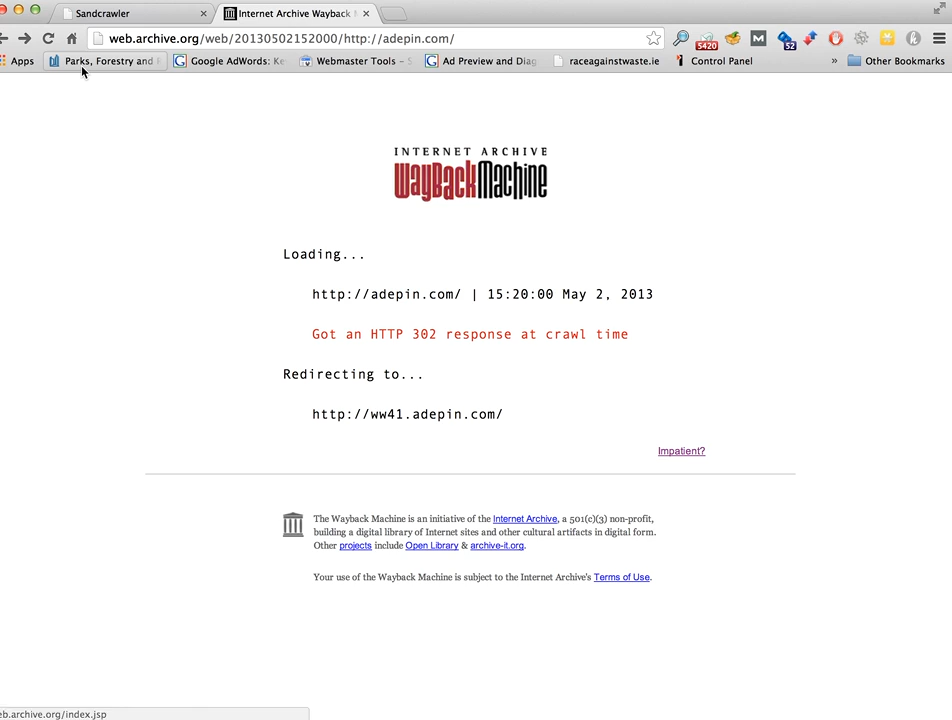 Sandcrawler
Internet Archive Wayback
web.archive.org/web/20130502152000/http://adepin.com/
5420
M
52
Apps
Parks, Forestry and
Google AdWords: Ke
Webmaster Tools -
Ad Preview and Diag
raceagainstwaste.ie
Control Panel
»
Other Bookmarks
INTERNET ARCHIVE
WayBackMachine
Loading...
http://adepin.com/ | 15:20:00 May 2, 2013
Got an HTTP 302 response at crawl time
Redirecting to...
http://ww41.adepin.com/
Impatient?
The Wayback Machine is an initiative of the Internet Archive, a 501(c)(3) non-profit,
building a digital library of Internet sites and other cultural artifacts in digital form.
Other projects include Open Library & archive-it.org.
Your use of the Wayback Machine is subject to the Internet Archive's Terms of Use.
eb.archive.org/index.jsp